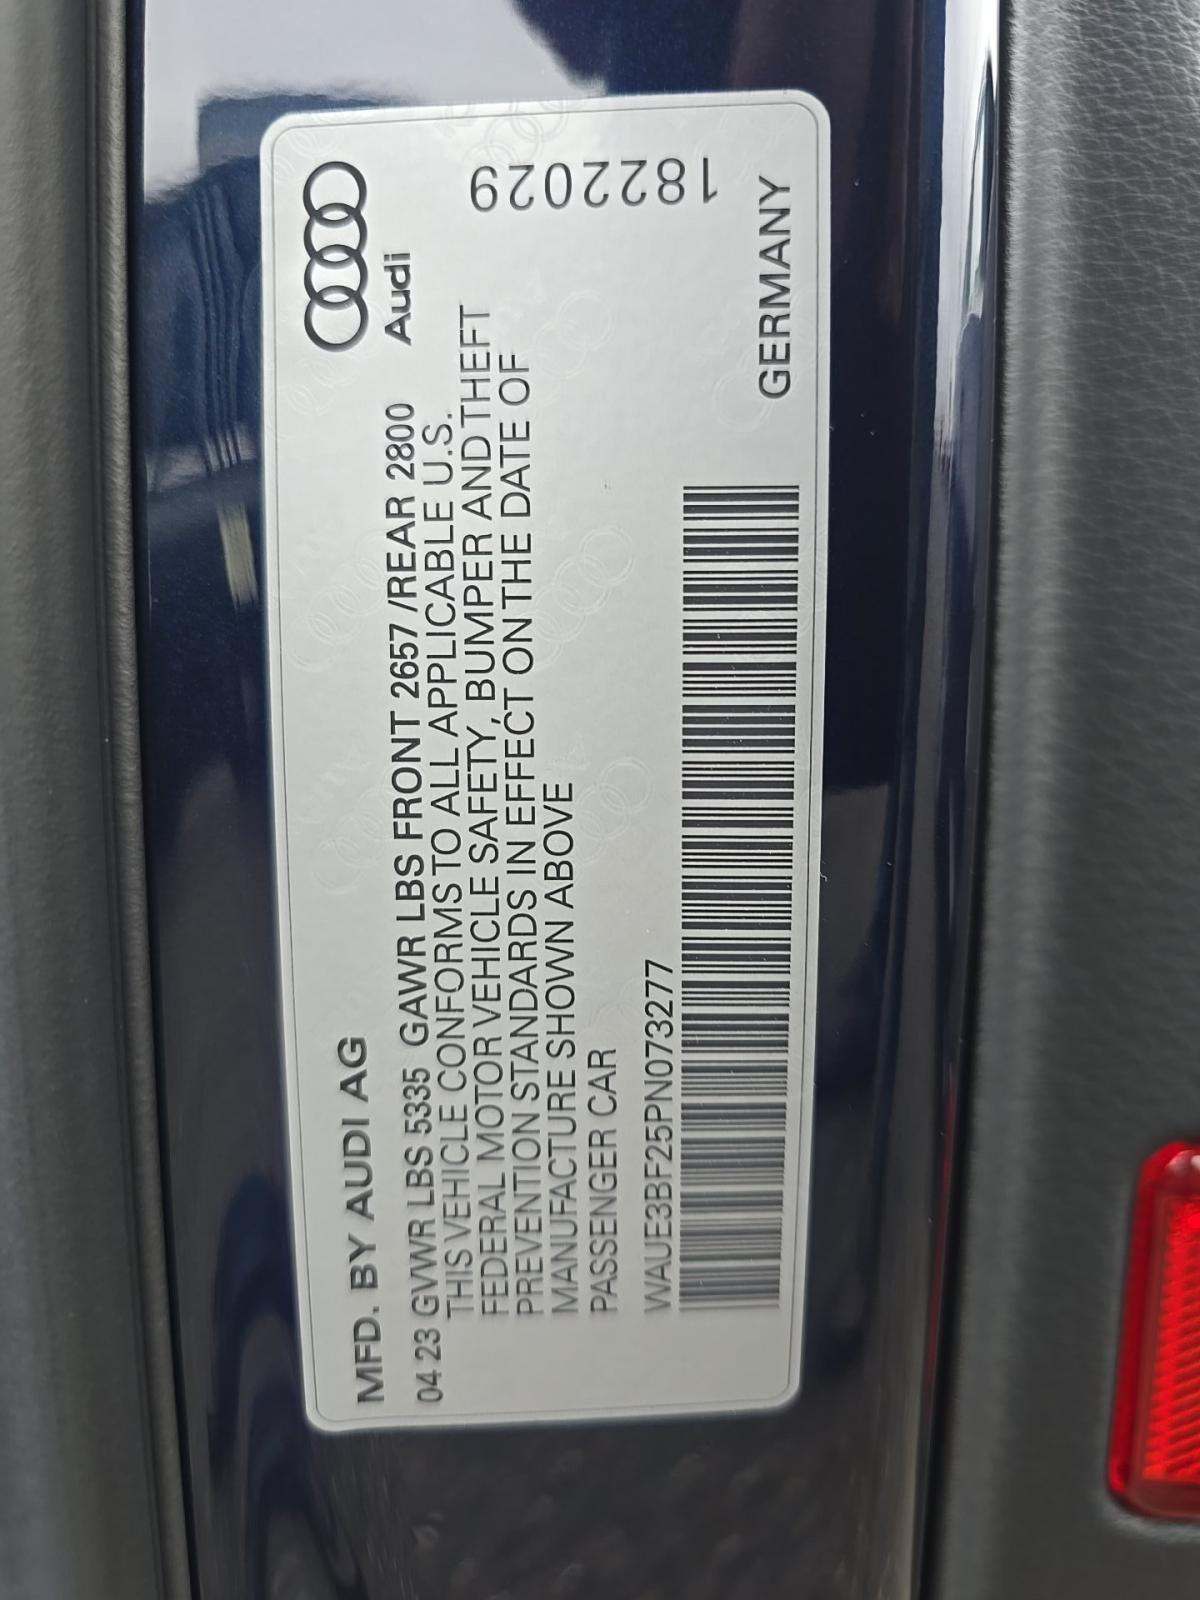 MFD. BY AUDI AG
Audi
04 23 GVWR LBS 5335 GAWR LBS FRONT 2657 /REAR 2800
THIS VEHICLE CONFORMS TO ALL APPLICABLE U.S.
FEDERAL MOTOR VEHICLE SAFETY, BUMPER AND THEFT
PREVENTION STANDARDS IN EFFECT ON THE DATE OF
MANUFACTURE SHOWN ABOVE
PASSENGER CAR
WAUE3BF25PN073277
1822029
GERMANY